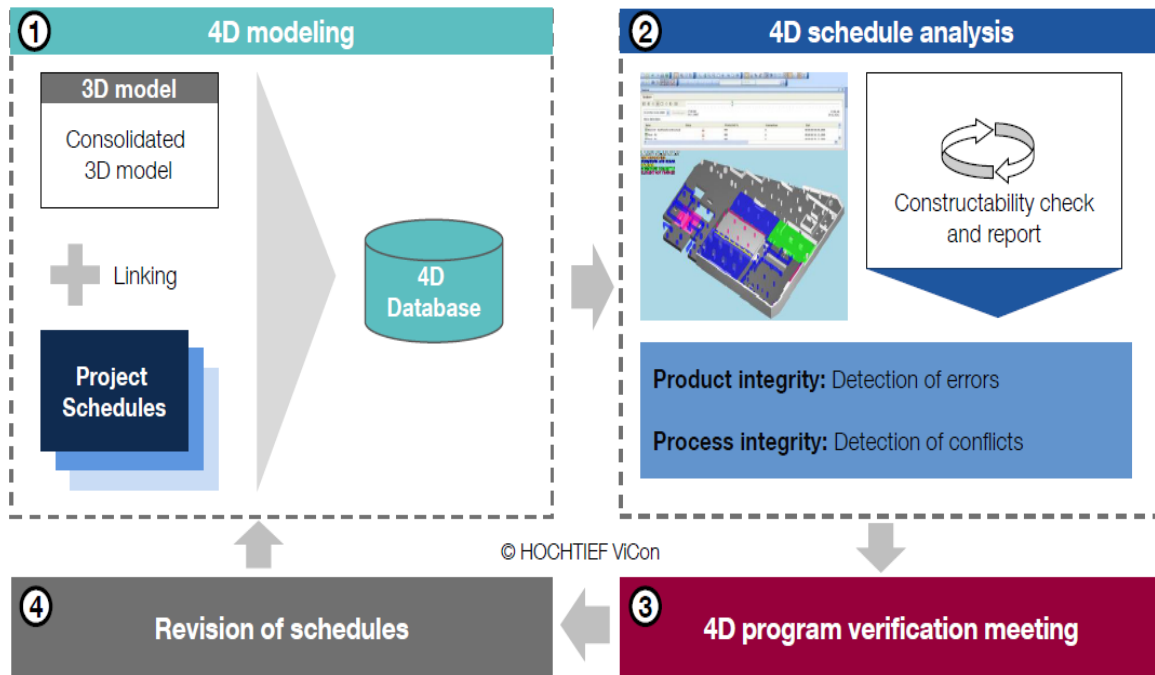 1
4D modeling
3D model
Consolidated
3D model
Linking
Project
Schedules
4D
Database
2
4D schedule analysis
Constructability check
and report
Product integrity: Detection of errors
Process integrity: Detection of conflicts
© HOCHTIEF ViCon
4
Revision of schedules
3
4D program verification meeting